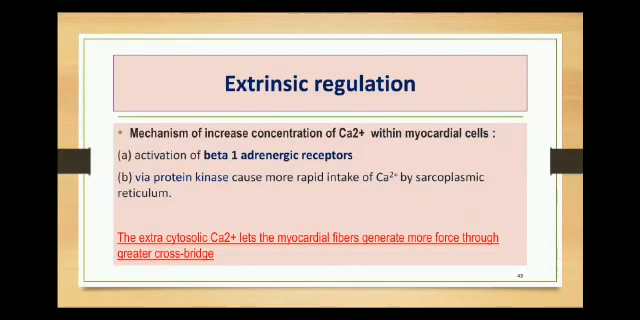 Extrinsic regulation
• Mechanism of increase concentration of Ca2+ within myocardial cells :
(a) activation of beta 1 adrenergic receptors
(b) via protein kinase cause more rapid intake of Ca²⁺ by sarcoplasmic
reticulum.
The extra cytosolic Ca2+ lets the myocardial fibers generate more force through
greater cross-bridge
43